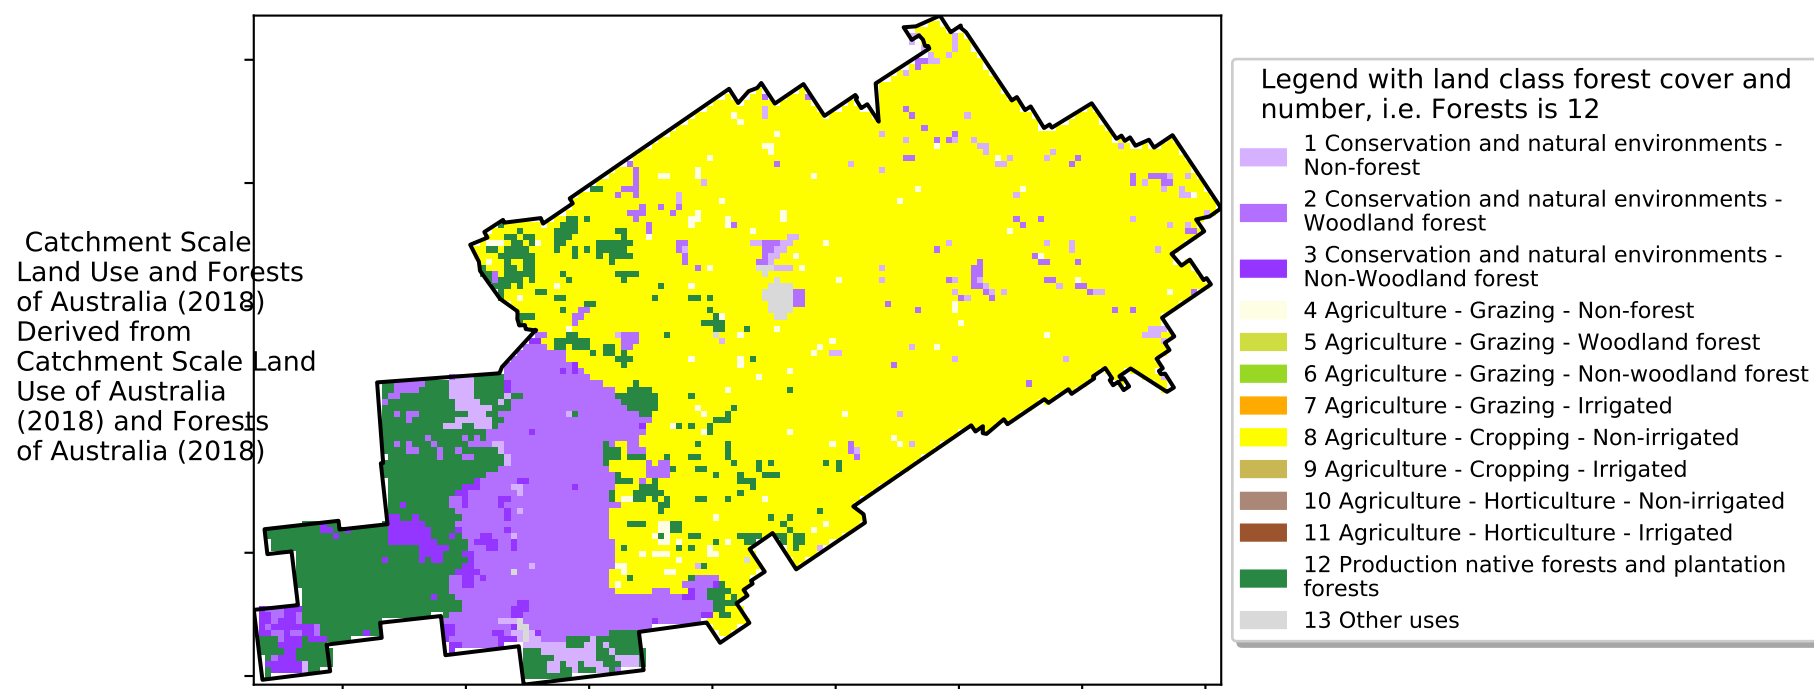 Catchment Scale
Land Use and Forests
of Australia (2018)
Derived from
Catchment Scale Land
Use of Australia
(2018) and Forests
of Australia (2018)
Legend with land class forest cover and
number, i.e. Forests is 12
1 Conservation and natural environments -
Non-forest
2 Conservation and natural environments -
Woodland forest
3 Conservation and natural environments -
Non-Woodland forest
4 Agriculture - Grazing - Non-forest
5 Agriculture - Grazing - Woodland forest
6 Agriculture - Grazing - Non-woodland forest
7 Agriculture - Grazing - Irrigated
8 Agriculture - Cropping - Non-irrigated
9 Agriculture - Cropping - Irrigated
10 Agriculture - Horticulture - Non-irrigated
11 Agriculture - Horticulture - Irrigated
12 Production native forests and plantation
forests
13 Other uses